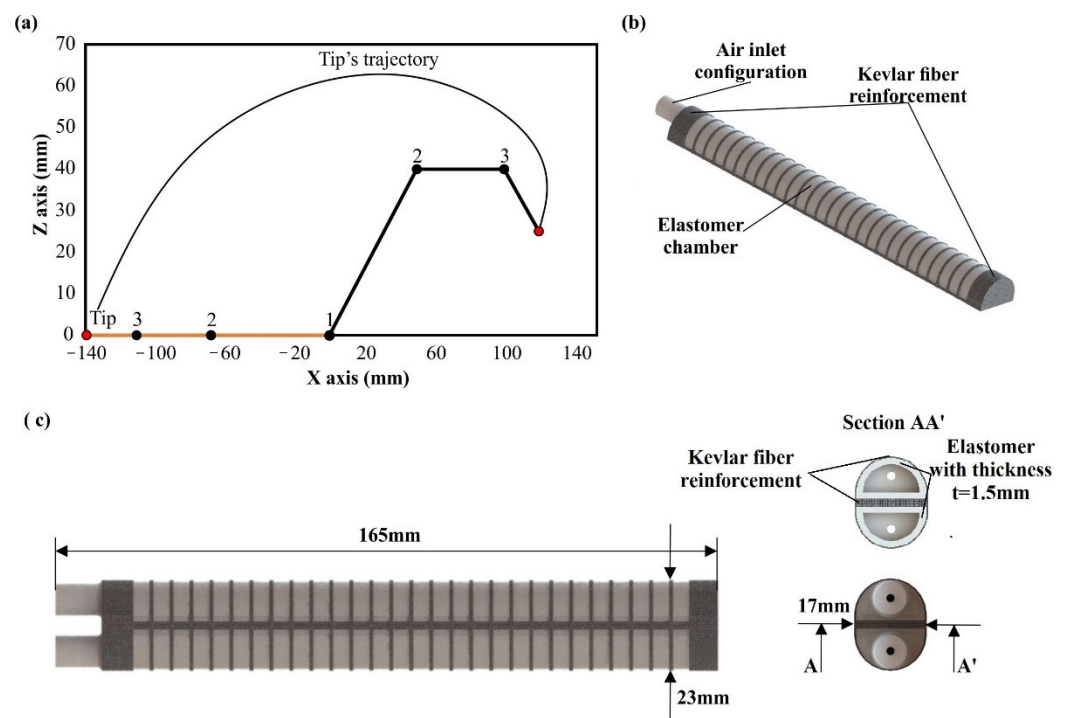 (a)
70
60
50
40
30
20
10
0
Z axis (mm)
Tip's trajectory
2
3
Tip
3
2
1
-140
-100
-60
-20
20
60
100
140
X axis (mm)
(b)
Air inlet
configuration
Kevlar fiber
reinforcement
Elastomer
chamber
( c)
165mm
23mm
Section AA'
Kevlar fiber
reinforcement
Elastomer
with thickness
t=1.5mm
17mm
A
A'